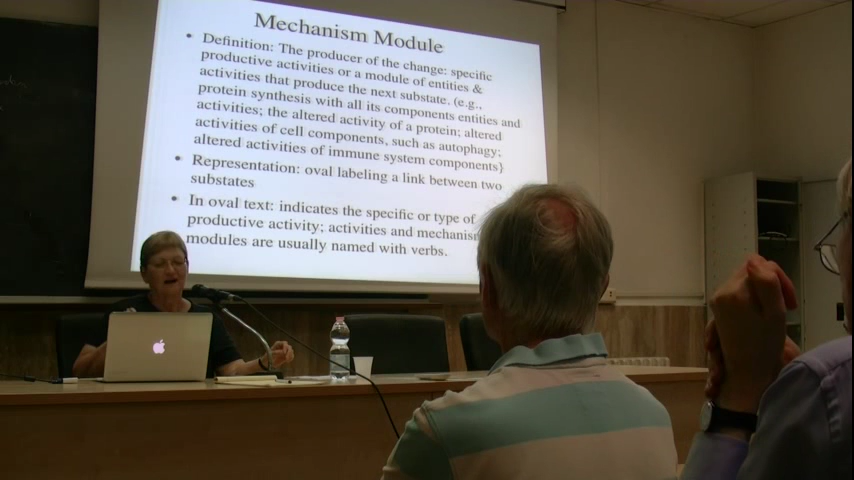 Mechanism Module
• Definition: The producer of the change: specific
productive activities or a module of entities &
activities that produce the next substate. (e.g.,
protein synthesis with all its components entities and
activities; the altered activity of a protein; altered
activities of cell components, such as autophagy;
altered activities of immune system components}
• Representation: oval labeling a link between two
substates
• In oval text: indicates the specific or type of
productive activity; activities and mechanism
modules are usually named with verbs.